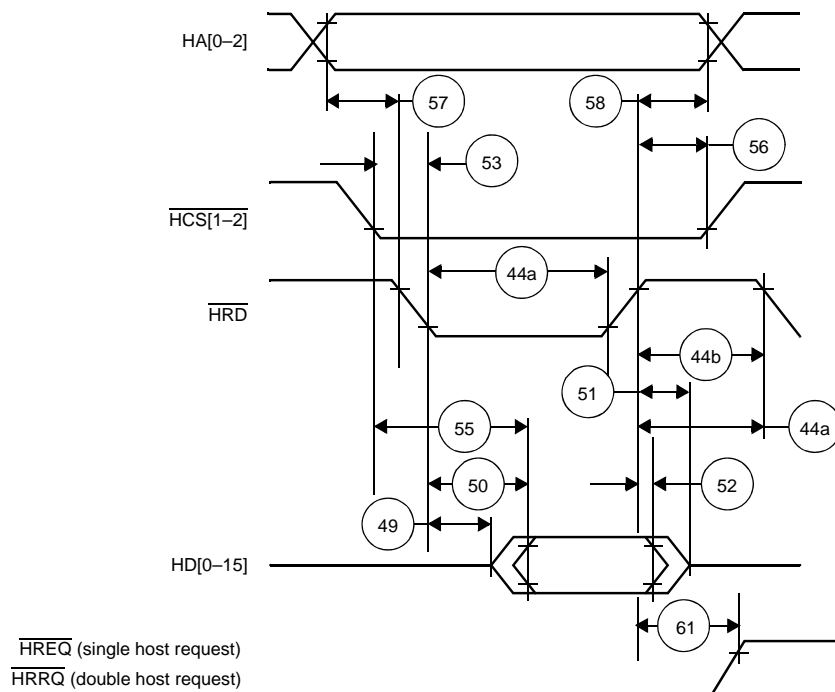 HA[0–2]
57
58
53
56
HCS[1–2]
44a
HRD
44b
51
44a
55
50
52
49
HD[0–15]
61
HREQ (single host request)
HRRQ (double host request)